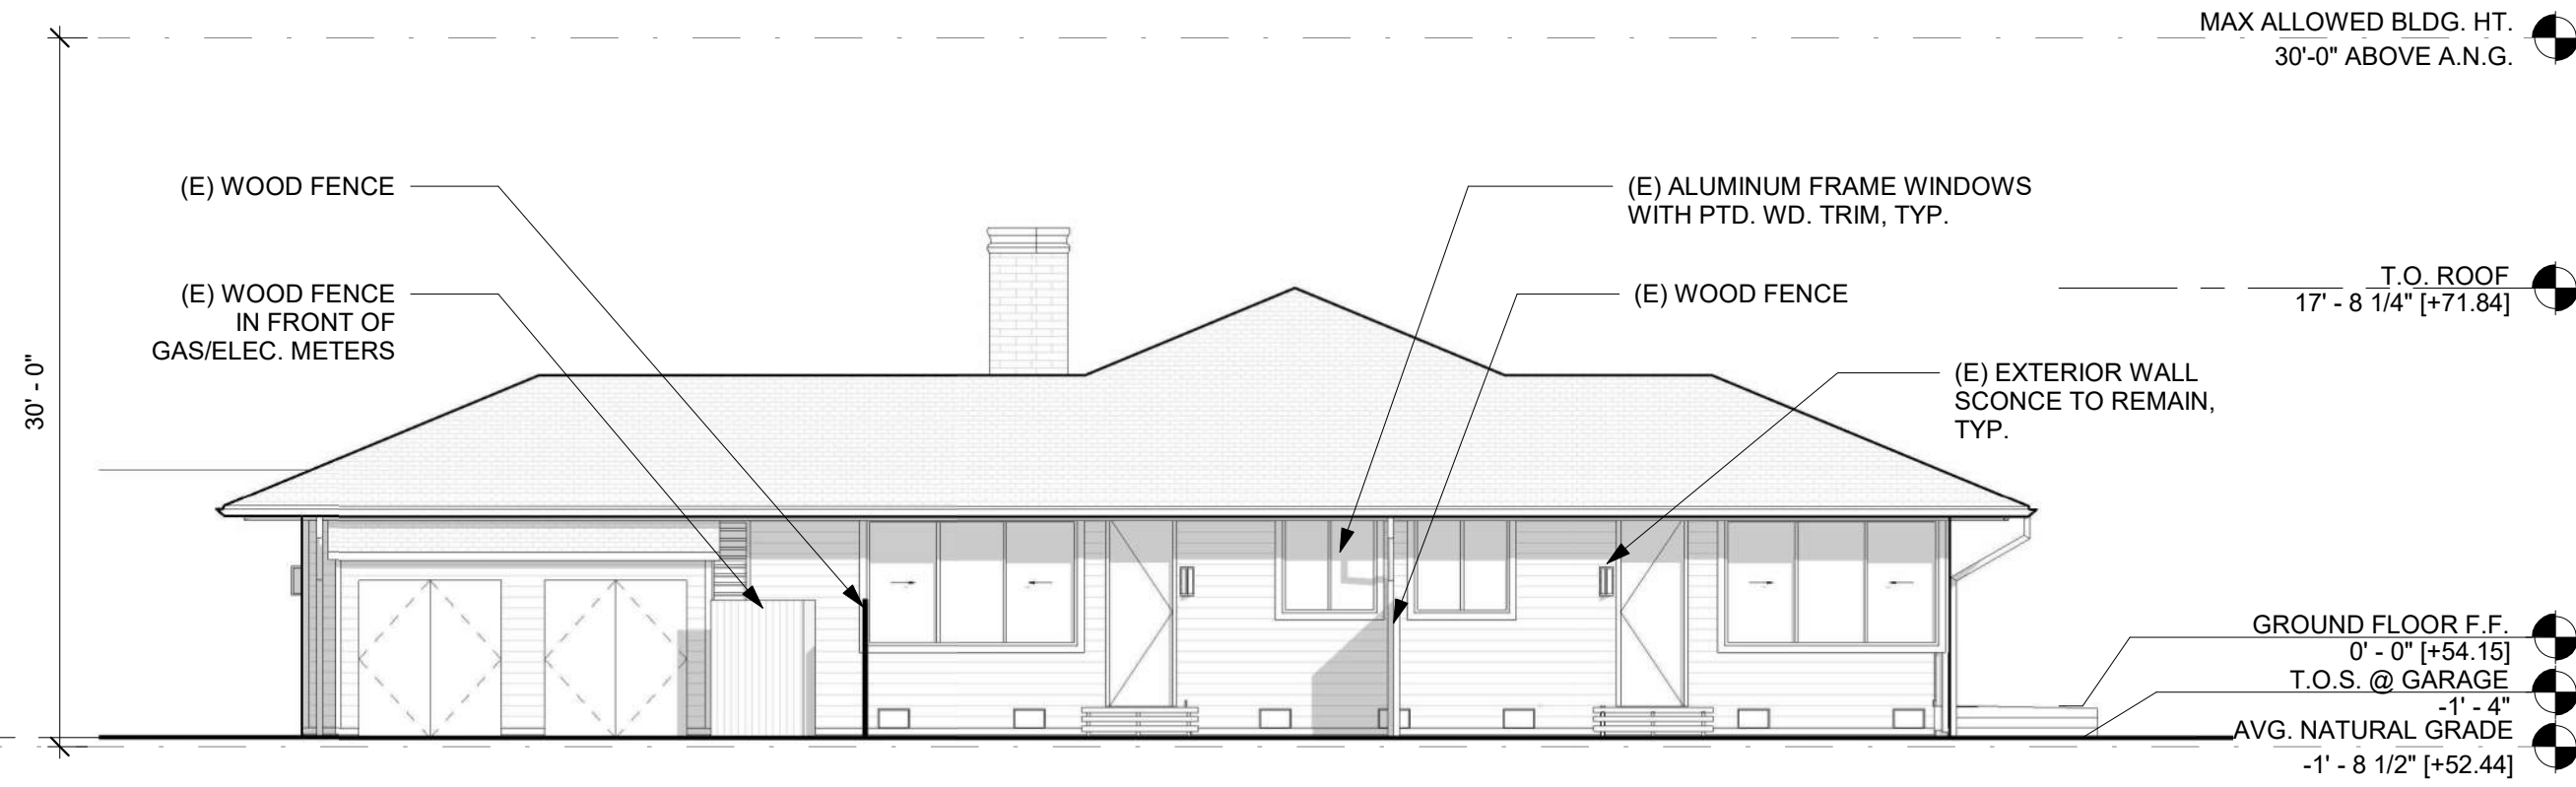 MAX ALLOWED BLDG. HT.
30'-0" ABOVE A.N.G.
(E) WOOD FENCE
(E) ALUMINUM FRAME WINDOWS
WITH PTD. WD. TRIM, TYP.
(E) WOOD FENCE
IN FRONT OF
GAS/ELEC. METERS
(E) WOOD FENCE
T.O. ROOF
17' - 8 1/4" [+71.84]
30' - 0"
(E) EXTERIOR WALL
SCONCE TO REMAIN,
TYP.
GROUND FLOOR F.F.
0' - 0" [+54.15]
T.O.S. @ GARAGE
-1' - 4"
AVG. NATURAL GRADE
-1' - 8 1/2" [+52.44]